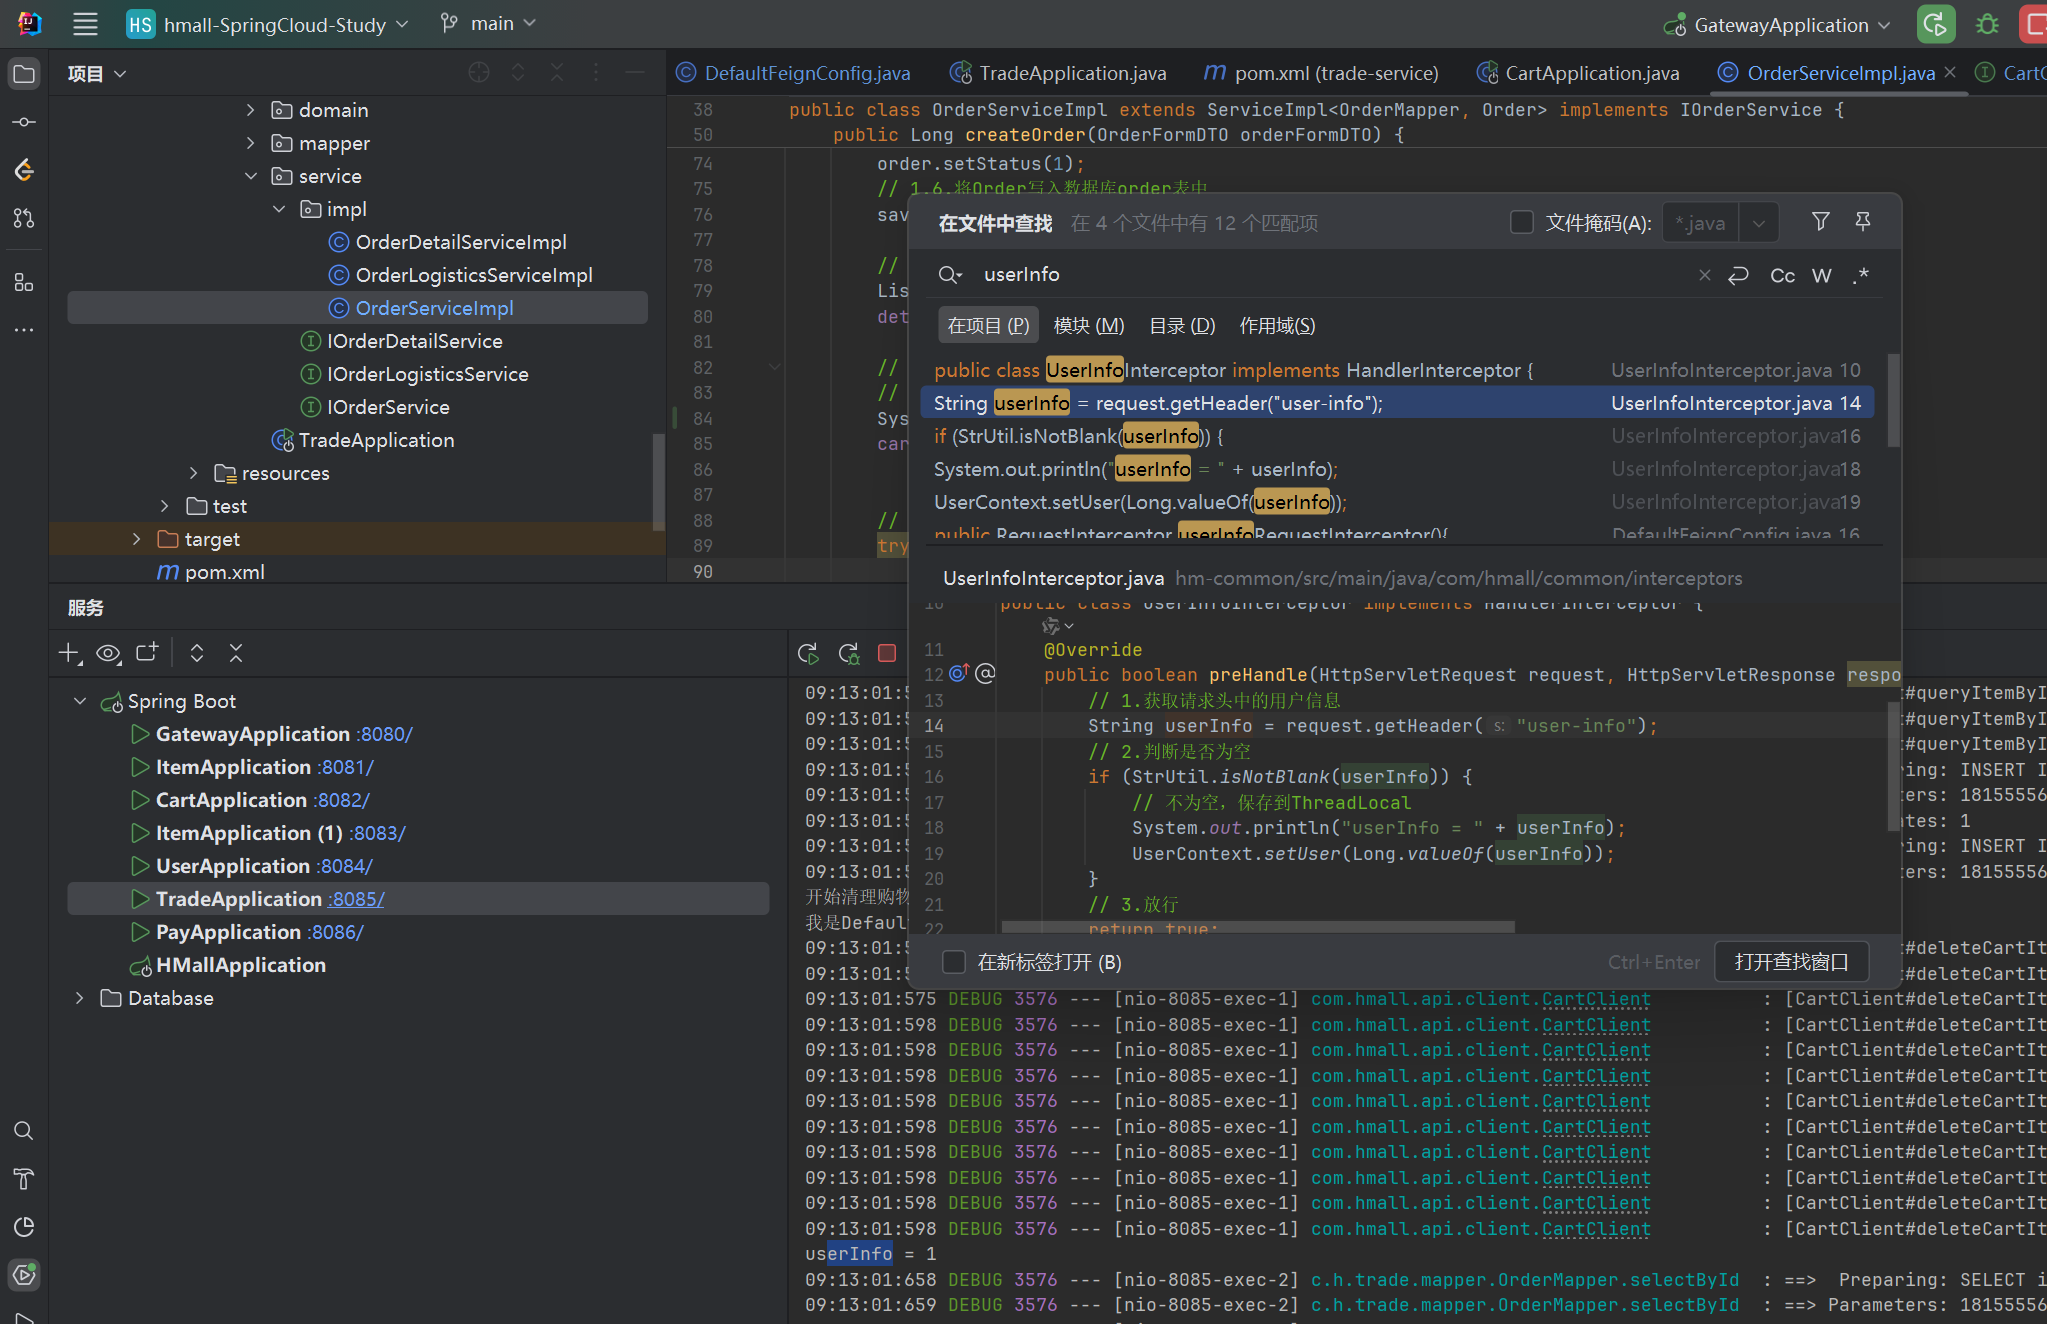 HS hmall-SpringCloud-Study main GatewayApplication
项目
DefaultFeignConfig.java TradeApplication.java m pom.xml (trade-service) CartApplication.java OrderServiceImpl.java
domain
mapper
service
impl
OrderDetailServiceImpl
OrderLogisticsServiceImpl
OrderServiceImpl
IOrderDetailService
IOrderLogisticsService
IOrderService
TradeApplication
resources
test
target
m pom.xml
38 public class OrderServiceImpl extends ServiceImpl<OrderMapper, Order> implements IOrderService {
50 public Long createOrder(OrderFormDTO orderFormDTO) {
74 order.setStatus(1);
75 // 1.6.将Order写入数据库order表中
76 sav
77
78 //
79 Lis
80 det
81
82 //
83 //
84 Sys
85 car
86
87
88 //
89 try
90
在文件中查找 在 4 个文件中有 12 个匹配项 文件掩码(A): *.java
userInfo Cc W .*
在项目 (P) 模块 (M) 目录 (D) 作用域(S)
public class UserInfoInterceptor implements HandlerInterceptor { UserInfoInterceptor.java 10
String userInfo = request.getHeader("user-info"); UserInfoInterceptor.java 14
if (StrUtil.isNotBlank(userInfo)) { UserInfoInterceptor.java 16
System.out.println("userInfo = " + userInfo); UserInfoInterceptor.java 18
UserContext.setUser(Long.valueOf(userInfo)); UserInfoInterceptor.java 19
public RequestInterceptor userInfoRequestInterceptor(){ DefaultFeignConfig.java 16
UserInfoInterceptor.java hm-common/src/main/java/com/hmall/common/interceptors
10 public class UserInfoInterceptor implements HandlerInterceptor {
11 @Override
12 public boolean preHandle(HttpServletRequest request, HttpServletResponse respo
13 // 1.获取请求头中的用户信息
14 String userInfo = request.getHeader( s: "user-info");
15 // 2.判断是否为空
16 if (StrUtil.isNotBlank(userInfo)) {
17 // 不为空，保存到ThreadLocal
18 System.out.println("userInfo = " + userInfo);
19 UserContext.setUser(Long.valueOf(userInfo));
20 }
21 // 3.放行
22 return true;
在新标签打开 (B) Ctrl+Enter 打开查找窗口
服务
Spring Boot
GatewayApplication :8080/
ItemApplication :8081/
CartApplication :8082/
ItemApplication (1) :8083/
UserApplication :8084/
TradeApplication :8085/
PayApplication :8086/
HMallApplication
Database
09:13:01:5 #queryItemByI
09:13:01:5 #queryItemByI
09:13:01:5 #queryItemByI
09:13:01:5 ing: INSERT I
09:13:01:5 ters: 18155556
09:13:01:5 ates: 1
09:13:01:5 ing: INSERT I
09:13:01:5 ters: 18155556
开始清理购物
我是Defaul
09:13:01:5 #deleteCartIt
09:13:01:5 #deleteCartIt
09:13:01:575 DEBUG 3576 --- [nio-8085-exec-1] com.hmall.api.client.CartClient : [CartClient#deleteCartIt
09:13:01:598 DEBUG 3576 --- [nio-8085-exec-1] com.hmall.api.client.CartClient : [CartClient#deleteCartIt
09:13:01:598 DEBUG 3576 --- [nio-8085-exec-1] com.hmall.api.client.CartClient : [CartClient#deleteCartIt
09:13:01:598 DEBUG 3576 --- [nio-8085-exec-1] com.hmall.api.client.CartClient : [CartClient#deleteCartIt
09:13:01:598 DEBUG 3576 --- [nio-8085-exec-1] com.hmall.api.client.CartClient : [CartClient#deleteCartIt
09:13:01:598 DEBUG 3576 --- [nio-8085-exec-1] com.hmall.api.client.CartClient : [CartClient#deleteCartIt
09:13:01:598 DEBUG 3576 --- [nio-8085-exec-1] com.hmall.api.client.CartClient : [CartClient#deleteCartIt
09:13:01:598 DEBUG 3576 --- [nio-8085-exec-1] com.hmall.api.client.CartClient : [CartClient#deleteCartIt
09:13:01:598 DEBUG 3576 --- [nio-8085-exec-1] com.hmall.api.client.CartClient : [CartClient#deleteCartIt
09:13:01:598 DEBUG 3576 --- [nio-8085-exec-1] com.hmall.api.client.CartClient : [CartClient#deleteCartIt
userInfo = 1
09:13:01:658 DEBUG 3576 --- [nio-8085-exec-2] c.h.trade.mapper.OrderMapper.selectById : ==> Preparing: SELECT i
09:13:01:659 DEBUG 3576 --- [nio-8085-exec-2] c.h.trade.mapper.OrderMapper.selectById : ==> Parameters: 18155556